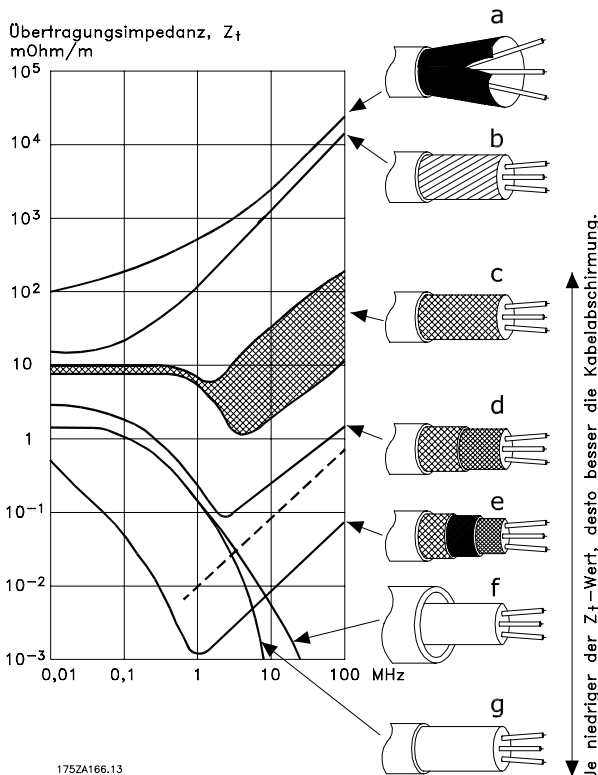 Übertragungsimpedanz, Zt
mOhm/m
10⁵
10⁴
10³
10²
10
1
10⁻¹
10⁻²
10⁻³
0,01 0,1 1 10 100 MHz
a
b
c
d
e
f
g
Je niedriger der Zt-Wert, desto besser die Kabelabschirmung.
175ZA166.13